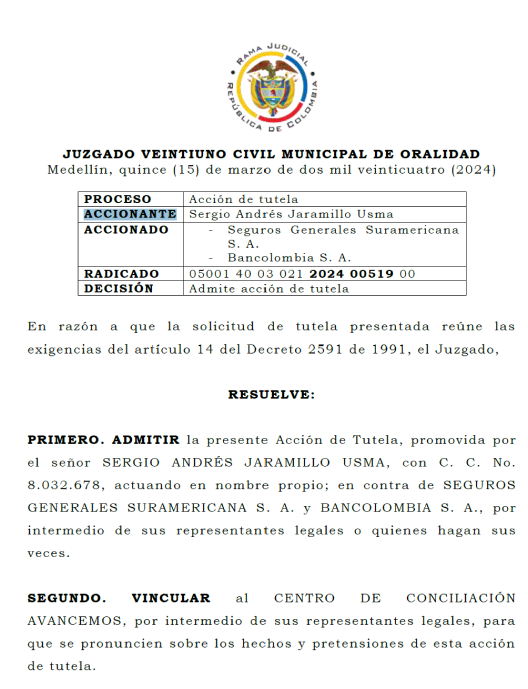 RAMA JUDICIAL
REPÚBLICA DE COLOMBIA
JUZGADO VEINTIUNO CIVIL MUNICIPAL DE ORALIDAD
Medellín, quince (15) de marzo de dos mil veinticuatro (2024)
PROCESO Acción de tutela
ACCIONANTE Sergio Andrés Jaramillo Usma
ACCIONADO - Seguros Generales Suramericana
S. A.
- Bancolombia S. A.
RADICADO 05001 40 03 021 2024 00519 00
DECISIÓN Admite acción de tutela
En razón a que la solicitud de tutela presentada reúne las
exigencias del artículo 14 del Decreto 2591 de 1991, el Juzgado,
RESUELVE:
PRIMERO. ADMITIR la presente Acción de Tutela, promovida por
el señor SERGIO ANDRÉS JARAMILLO USMA, con C. C. No.
8.032.678, actuando en nombre propio; en contra de SEGUROS
GENERALES SURAMERICANA S. A. y BANCOLOMBIA S. A., por
intermedio de sus representantes legales o quienes hagan sus
veces.
SEGUNDO. VINCULAR al CENTRO DE CONCILIACIÓN
AVANCEMOS, por intermedio de sus representantes legales, para
que se pronuncien sobre los hechos y pretensiones de esta acción
de tutela.